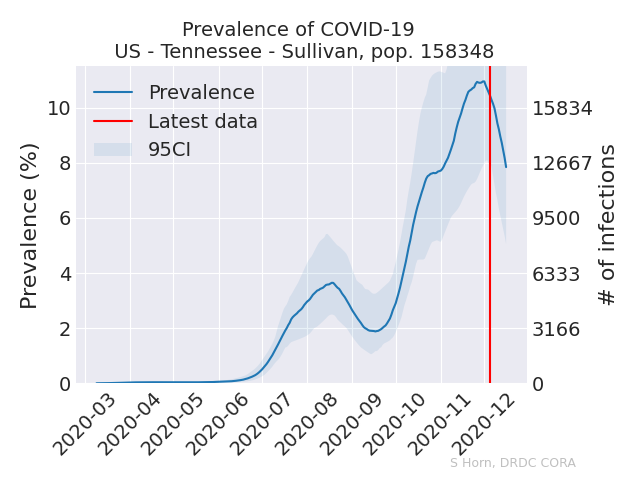 Prevalence of COVID-19
US - Tennessee - Sullivan, pop. 158348
Prevalence
Latest data
95CI
Prevalence (%)
10
8
6
4
2
0
15834
12667
9500
6333
3166
0
# of infections
2020-03
2020-04
2020-05
2020-06
2020-07
2020-08
2020-09
2020-10
2020-11
2020-12
S Horn, DRDC CORA